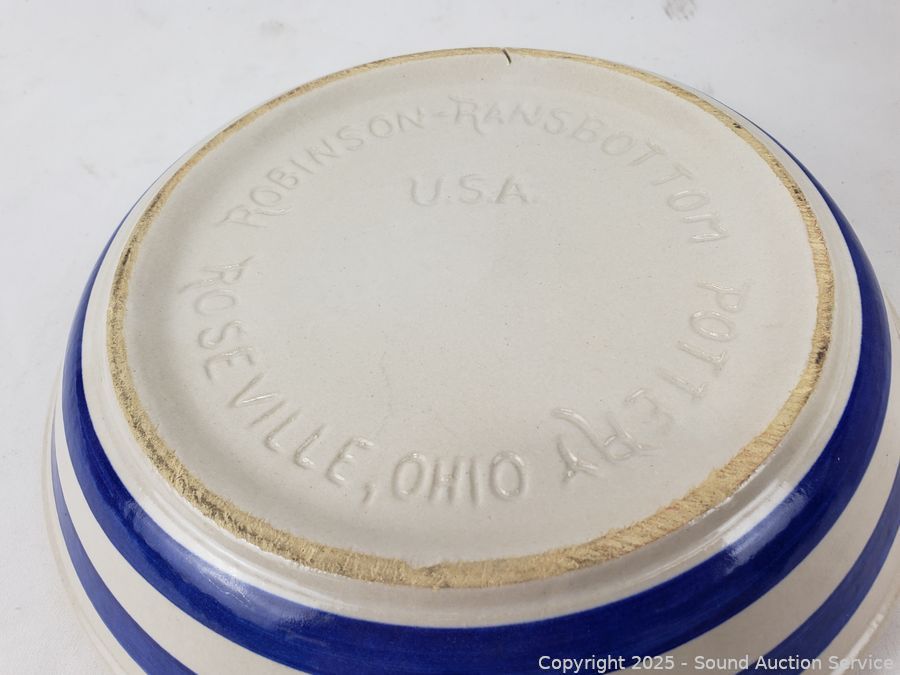 ROBINSON-RANSBOTTOM POTTERY
U.S.A.
ROSEVILLE, OHIO
Copyright 2025 - Sound Auction Service